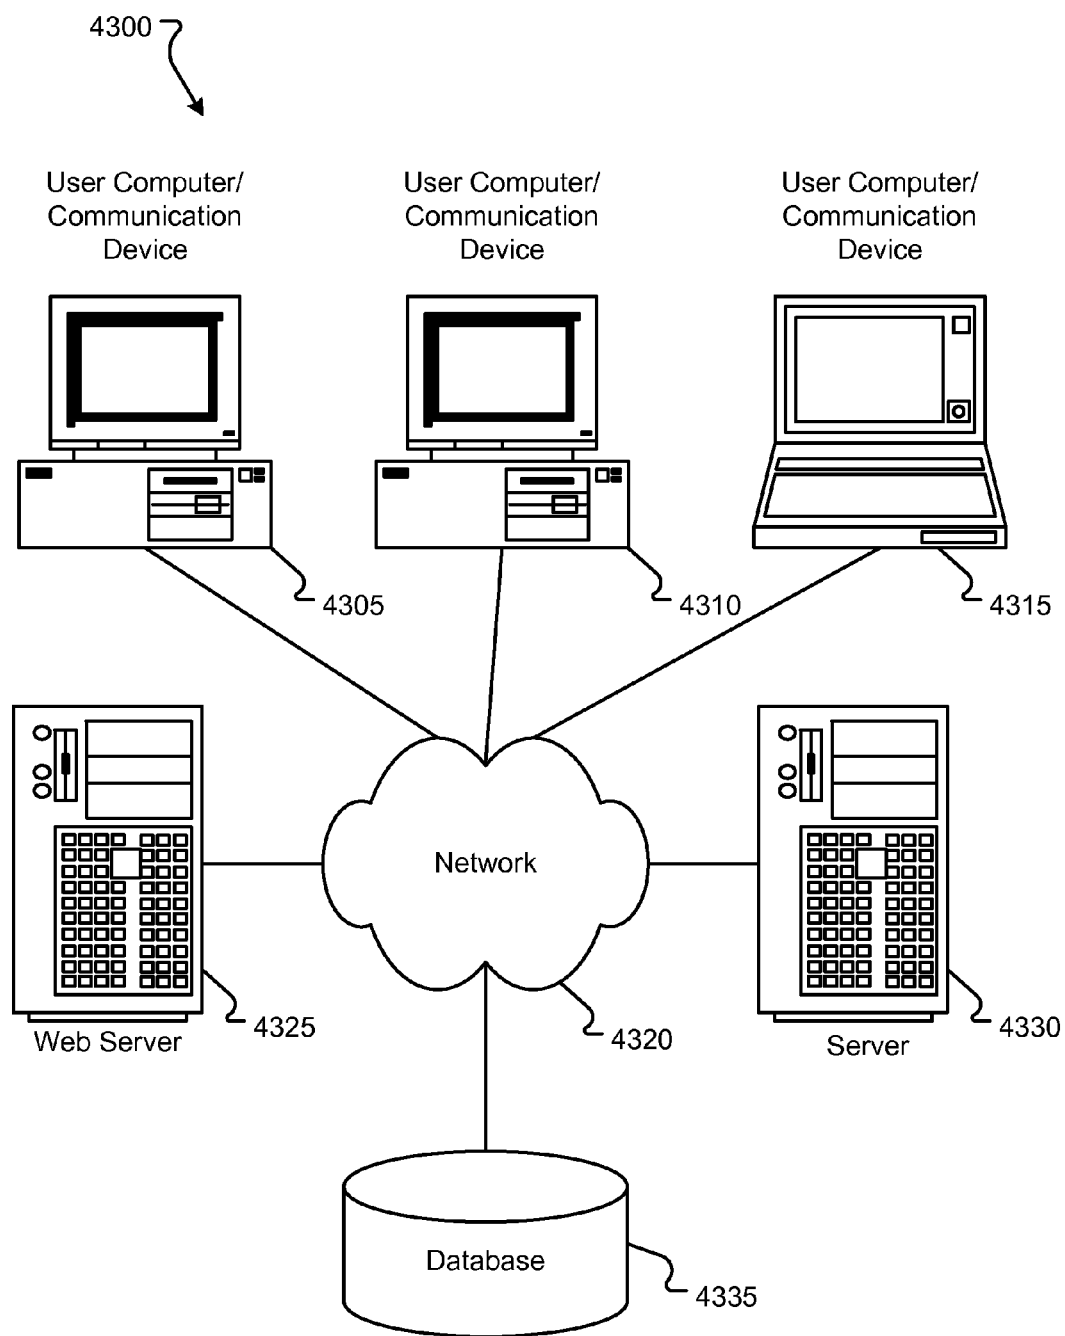 4300
User Computer/
Communication
Device
User Computer/
Communication
Device
User Computer/
Communication
Device
4305
4310
4315
Network
4325
Web Server
4320
4330
Server
Database
4335